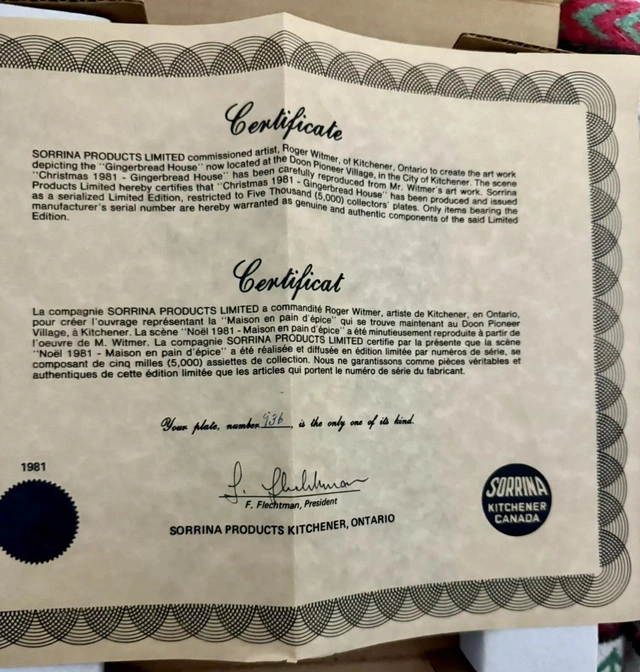 Certificate
SORRINA PRODUCTS LIMITED commissioned artist, Roger Witmer, of Kitchener, Ontario to create the art work
depicting the "Gingerbread House" now located at the Doon Pioneer Village, in the City of Kitchener. The scene
"Christmas 1981 - Gingerbread House" has been carefully reproduced from Mr. Witmer's art work. Sorrina
Products Limited hereby certifies that "Christmas 1981 - Gingerbread House" has been produced and issued
as a serialized Limited Edition, restricted to Five Thousand (5,000) collectors' plates. Only items bearing the
manufacturer's serial number are hereby warranted as genuine and authentic components of the said Limited
Edition.
Certificat
La compagnie SORRINA PRODUCTS LIMITED a commandité Roger Witmer, artiste de Kitchener, en Ontario,
pour créer l'ouvrage représentant la "Maison en pain d'épice" qui se trouve maintenant au Doon Pioneer
Village, à Kitchener. La scène "Noël 1981 - Maison en pain d'épice" a été minutieusement reproduite à partir de
l'oeuvre de M. Witmer. La compagnie SORRINA PRODUCTS LIMITED certifie par la présente que la scène
"Noël 1981 - Maison en pain d'épice" a été réalisée et diffusée en édition limitée par numéros de série, se
composant de cinq milles (5,000) assiettes de collection. Nous ne garantissons comme pièces véritables et
authentiques de cette édition limitée que les articles qui portent le numéro de série du fabricant.
Your plate, number 936, is the only one of its kind.
1981
F. Flechtman
F. Flechtman, President
SORRINA PRODUCTS KITCHENER, ONTARIO
SORRINA
KITCHENER
CANADA